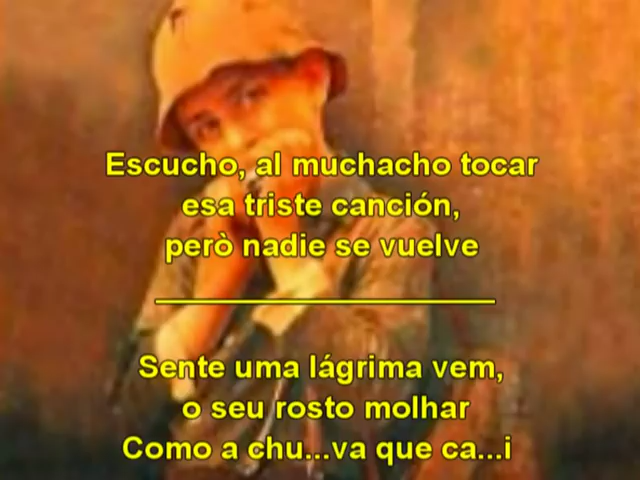 Escucho, al muchacho tocar
esa triste canción,
però nadie se vuelve
Sente uma lágrima vem,
o seu rosto molhar
Como a chu...va que ca...i